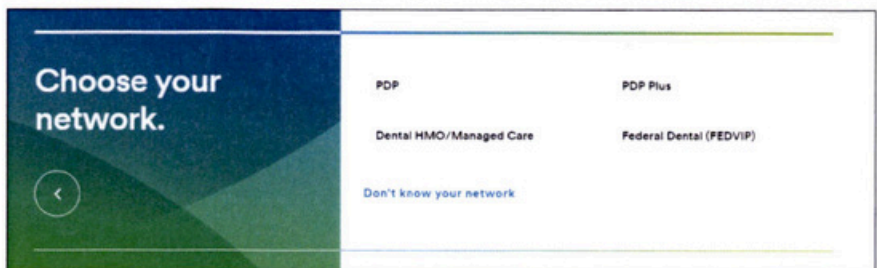 Choose your
network.
PDP
PDP Plus
Dental HMO/Managed Care
Federal Dental (FEDVIP)
Don't know your network